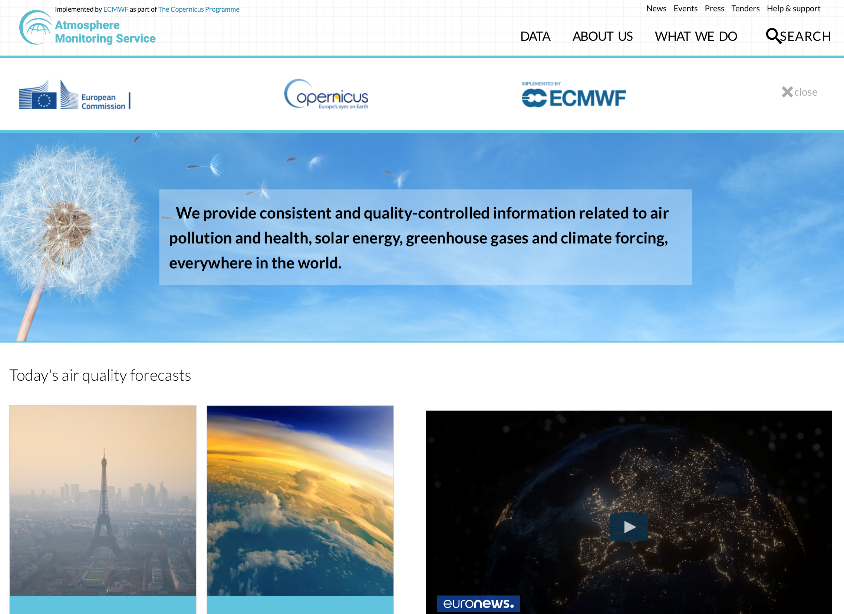 Implemented by ECMWF as part of The Copernicus Programme
News Events Press Tenders Help & support
Atmosphere
Monitoring Service
DATA ABOUT US WHAT WE DO SEARCH
European
Commission
opernicus
Europe's eyes on Earth
IMPLEMENTED BY
ECMWF
close
We provide consistent and quality-controlled information related to air
pollution and health, solar energy, greenhouse gases and climate forcing,
everywhere in the world.
Today's air quality forecasts
euronews.